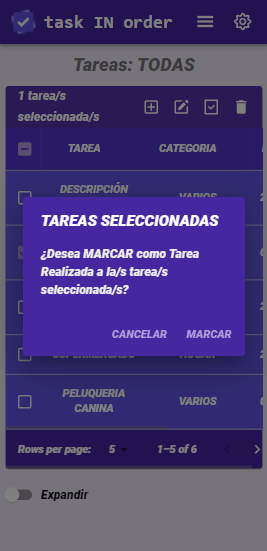 task IN order
Tareas: TODAS
1 tarea/s
seleccionada/s
TAREA CATEGORIA
DESCRIPCIÓN
VARIOS
TAREAS SELECCIONADAS
¿Desea MARCAR como Tarea
Realizada a la/s tarea/s
seleccionada/s?
CANCELAR MARCAR
SUPERMERCADO HOGAR
PELUQUERIA
CANINA
VARIOS
Rows per page: 5 1–5 of 6
Expandir